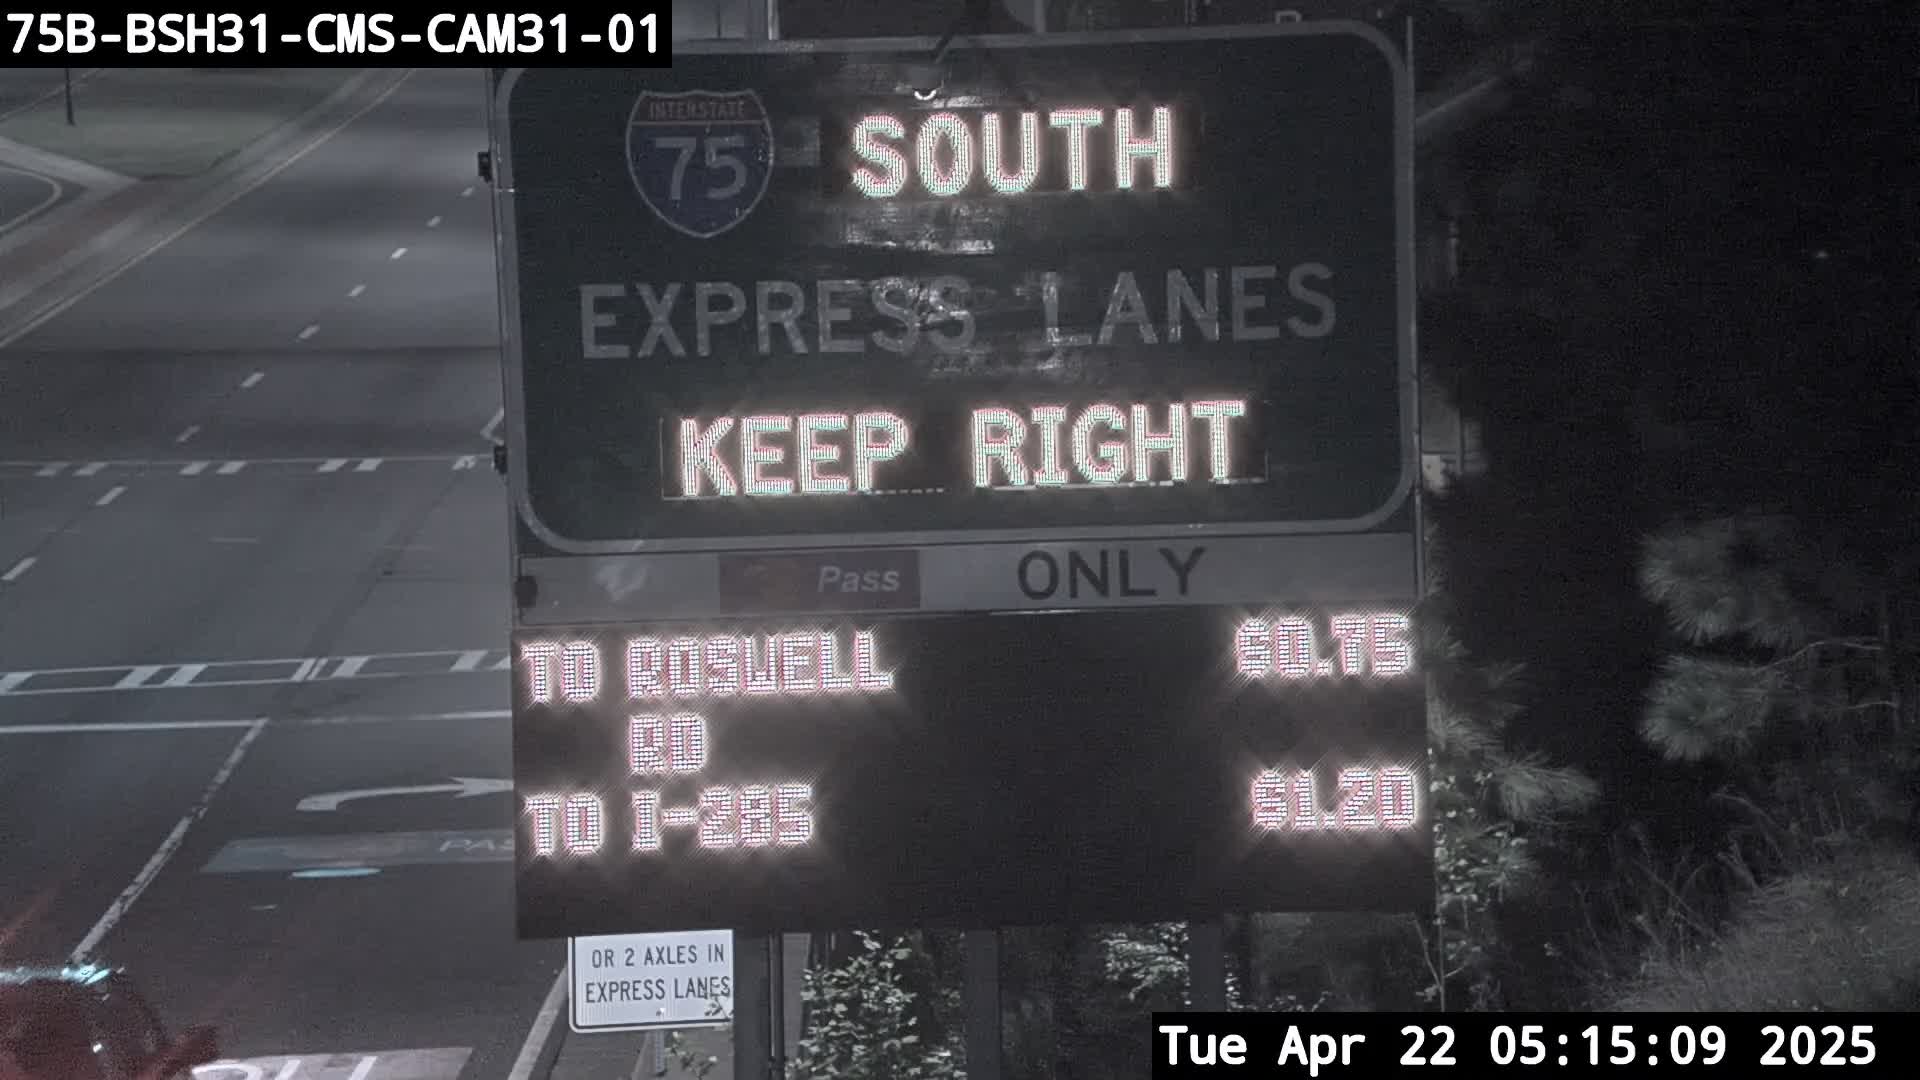 75B-BSH31-CMS-CAM31-01
INTERSTATE
75
SOUTH
EXPRESS LANES
KEEP RIGHT
Pass ONLY
TO ROSWELL $0.75
RD
TO I-285 $1.20
PAS
OR 2 AXLES IN
EXPRESS LANES
Tue Apr 22 05:15:09 2025